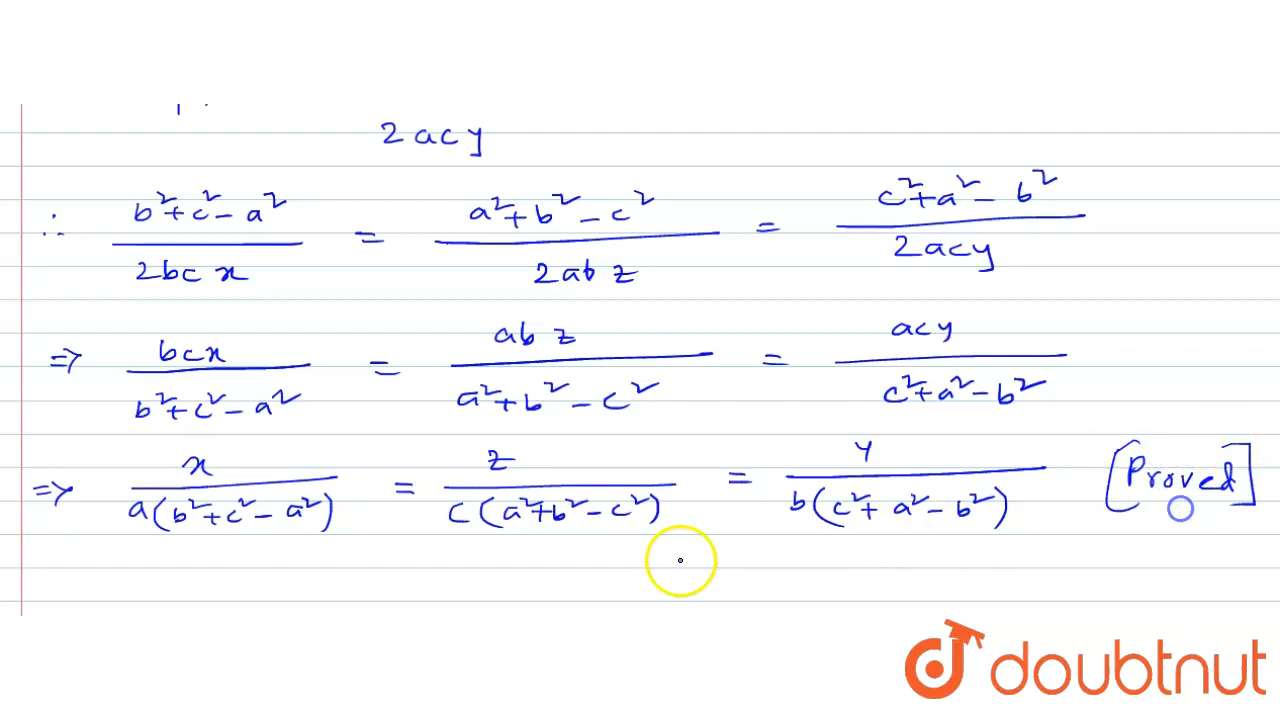 2acy
∴ (b²+c²-a²)/(2bcx) = (a²+b²-c²)/(2abz) = (c²+a²-b²)/(2acy)
=> (bcx)/(b²+c²-a²) = (abz)/(a²+b²-c²) = (acy)/(c²+a²-b²)
=> x/(a(b²+c²-a²)) = z/(c(a²+b²-c²)) = y/(b(c²+a²-b²)) [Proved]
doubtnut